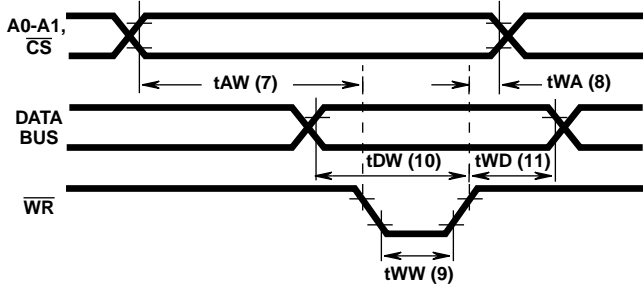 A0-A1,
CS
tAW (7)
tWA (8)
DATA
BUS
tDW (10)
tWD (11)
WR
tWW (9)